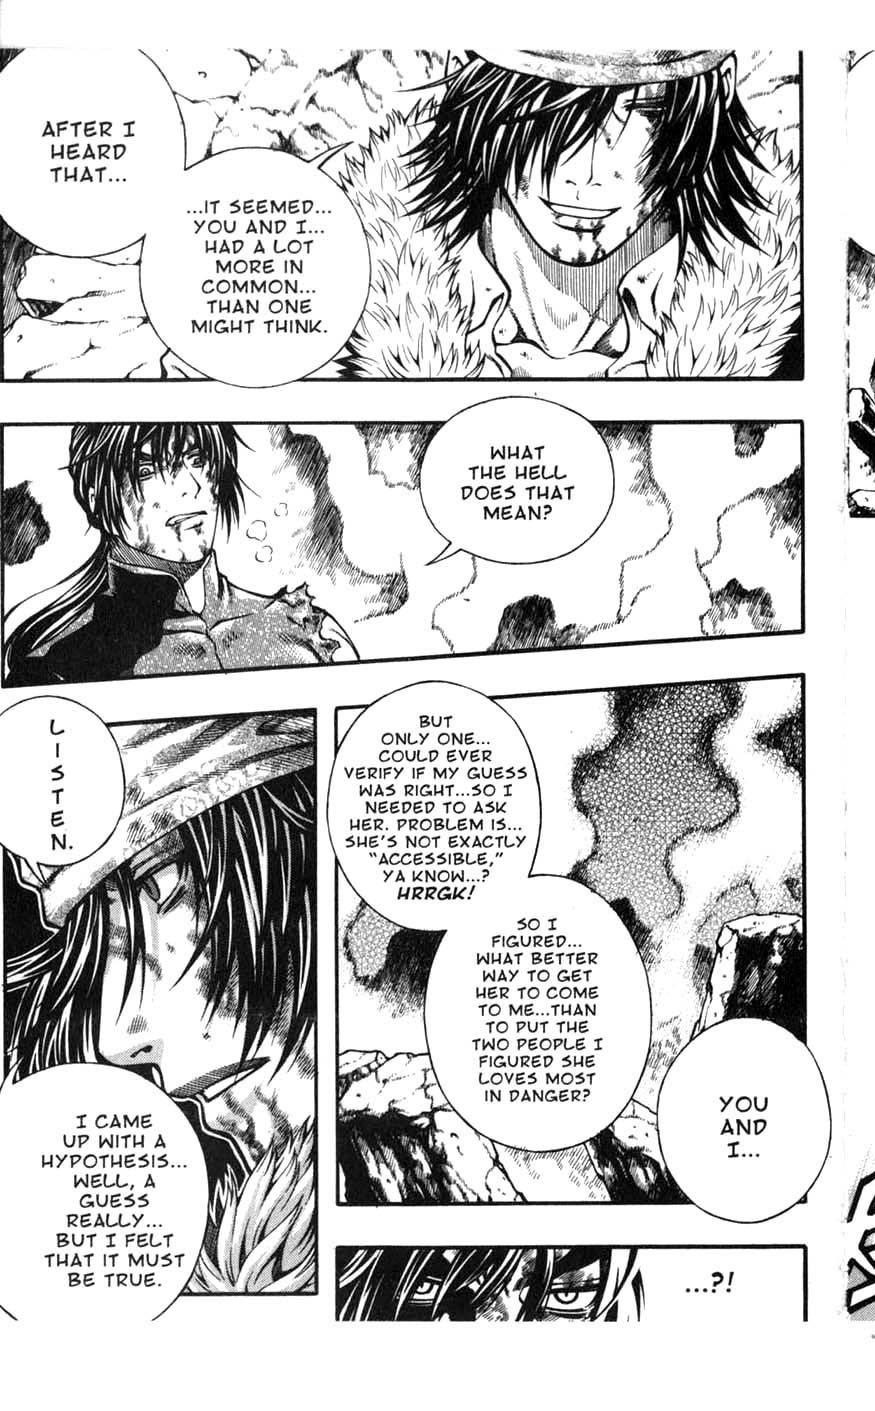 AFTER I
HEARD
THAT...
...IT SEEMED...
YOU AND I...
HAD A LOT
MORE IN
COMMON...
THAN ONE
MIGHT THINK.
WHAT
THE HELL
DOES THAT
MEAN?
LISTEN.
I CAME
UP WITH A
HYPOTHESIS...
WELL, A
GUESS
REALLY...
BUT I FELT
THAT IT MUST
BE TRUE.
BUT
ONLY ONE...
COULD EVER
VERIFY IF MY GUESS
WAS RIGHT...SO I
NEEDED TO ASK
HER. PROBLEM IS...
SHE'S NOT EXACTLY
"ACCESSIBLE,"
YA KNOW...?
HRRGK!
SO I
FIGURED...
WHAT BETTER
WAY TO GET
HER TO COME
TO ME...THAN
TO PUT THE
TWO PEOPLE I
FIGURED SHE
LOVES MOST
IN DANGER?
YOU
AND
I...
...?!